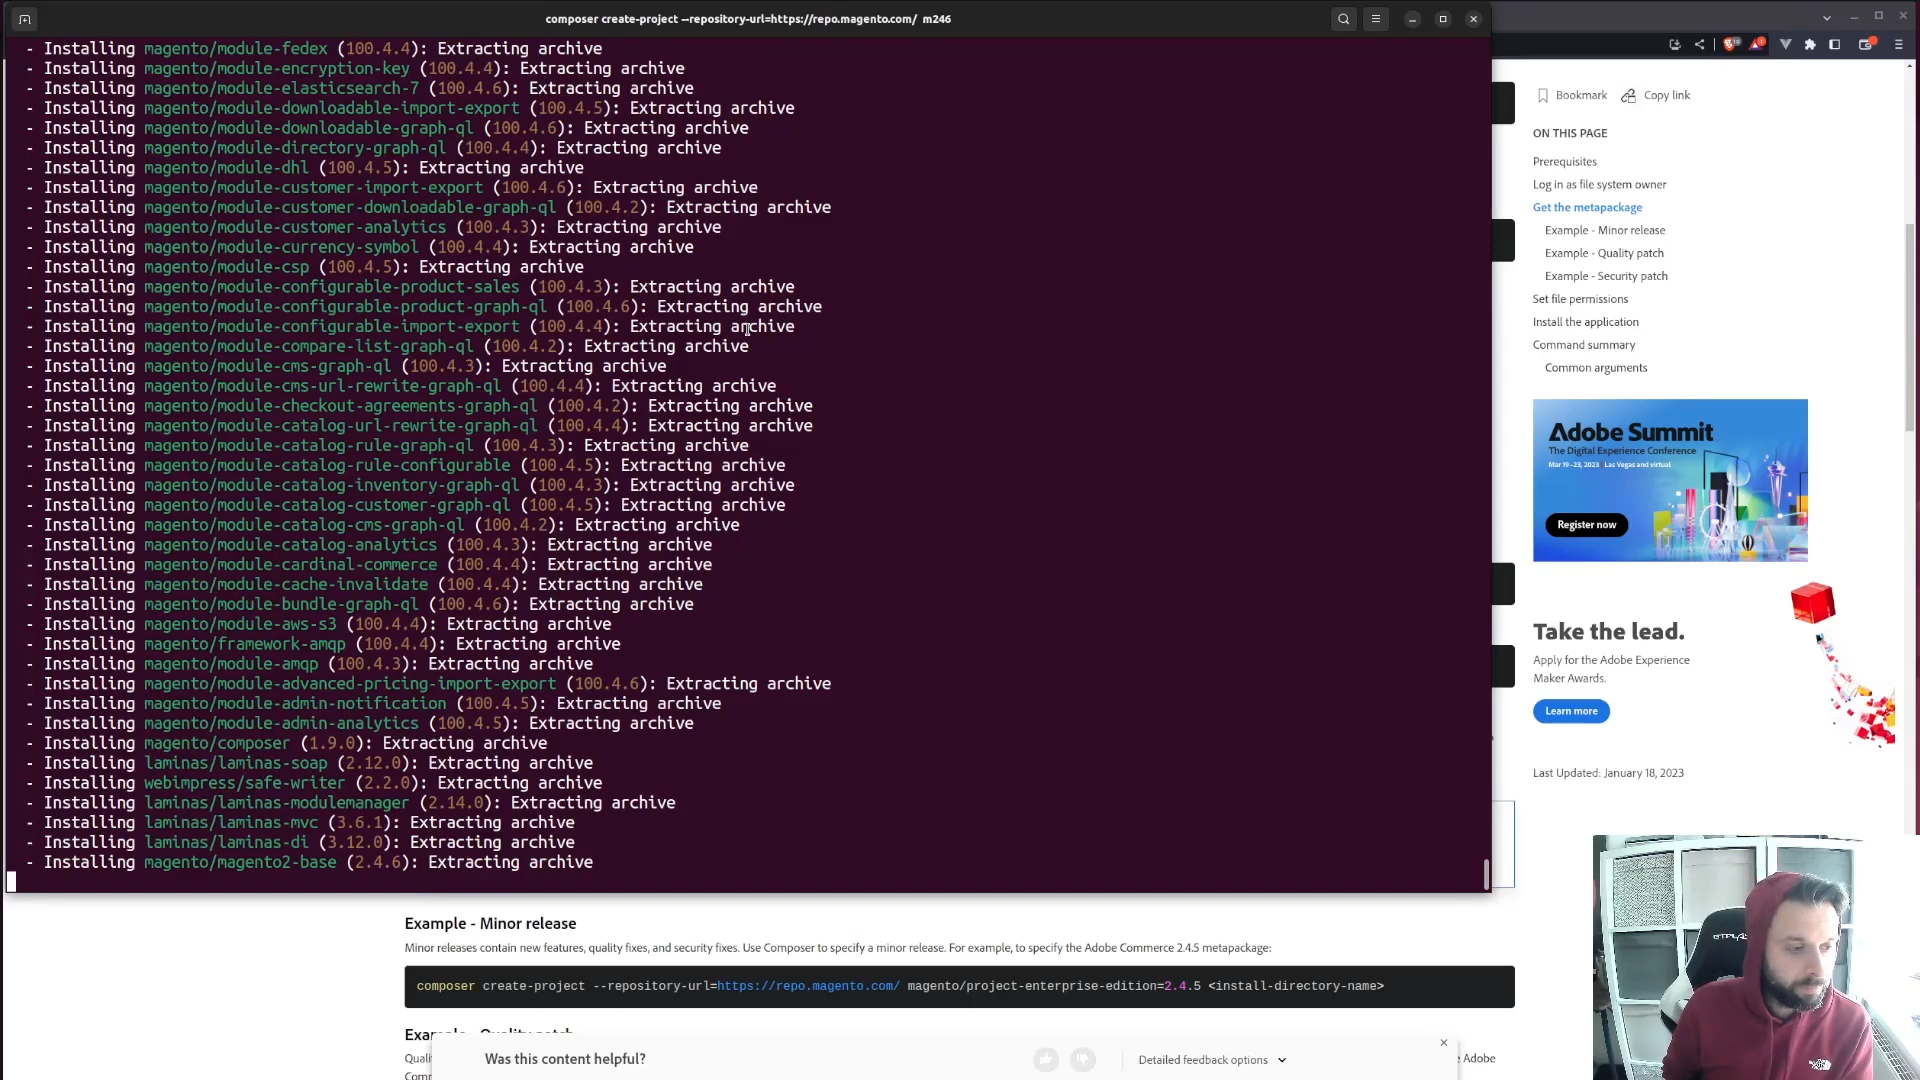 composer create-project --repository-url=https://repo.magento.com/ m246
- Installing magento/module-fedex (100.4.4): Extracting archive
- Installing magento/module-encryption-key (100.4.4): Extracting archive
- Installing magento/module-elasticsearch-7 (100.4.6): Extracting archive
- Installing magento/module-downloadable-import-export (100.4.5): Extracting archive
- Installing magento/module-downloadable-graph-ql (100.4.6): Extracting archive
- Installing magento/module-directory-graph-ql (100.4.4): Extracting archive
- Installing magento/module-dhl (100.4.5): Extracting archive
- Installing magento/module-customer-import-export (100.4.6): Extracting archive
- Installing magento/module-customer-downloadable-graph-ql (100.4.2): Extracting archive
- Installing magento/module-customer-analytics (100.4.3): Extracting archive
- Installing magento/module-currency-symbol (100.4.4): Extracting archive
- Installing magento/module-csp (100.4.5): Extracting archive
- Installing magento/module-configurable-product-sales (100.4.3): Extracting archive
- Installing magento/module-configurable-product-graph-ql (100.4.6): Extracting archive
- Installing magento/module-configurable-import-export (100.4.4): Extracting archive
- Installing magento/module-compare-list-graph-ql (100.4.2): Extracting archive
- Installing magento/module-cms-graph-ql (100.4.3): Extracting archive
- Installing magento/module-cms-url-rewrite-graph-ql (100.4.4): Extracting archive
- Installing magento/module-checkout-agreements-graph-ql (100.4.2): Extracting archive
- Installing magento/module-catalog-url-rewrite-graph-ql (100.4.4): Extracting archive
- Installing magento/module-catalog-rule-graph-ql (100.4.3): Extracting archive
- Installing magento/module-catalog-rule-configurable (100.4.5): Extracting archive
- Installing magento/module-catalog-inventory-graph-ql (100.4.3): Extracting archive
- Installing magento/module-catalog-customer-graph-ql (100.4.5): Extracting archive
- Installing magento/module-catalog-cms-graph-ql (100.4.2): Extracting archive
- Installing magento/module-catalog-analytics (100.4.3): Extracting archive
- Installing magento/module-cardinal-commerce (100.4.4): Extracting archive
- Installing magento/module-cache-invalidate (100.4.4): Extracting archive
- Installing magento/module-bundle-graph-ql (100.4.6): Extracting archive
- Installing magento/module-aws-s3 (100.4.4): Extracting archive
- Installing magento/framework-amqp (100.4.4): Extracting archive
- Installing magento/module-amqp (100.4.3): Extracting archive
- Installing magento/module-advanced-pricing-import-export (100.4.6): Extracting archive
- Installing magento/module-admin-notification (100.4.5): Extracting archive
- Installing magento/module-admin-analytics (100.4.5): Extracting archive
- Installing magento/composer (1.9.0): Extracting archive
- Installing laminas/laminas-soap (2.12.0): Extracting archive
- Installing webimpress/safe-writer (2.2.0): Extracting archive
- Installing laminas/laminas-modulemanager (2.14.0): Extracting archive
- Installing laminas/laminas-mvc (3.6.1): Extracting archive
- Installing laminas/laminas-di (3.12.0): Extracting archive
- Installing magento/magento2-base (2.4.6): Extracting archive
Bookmark Copy link
ON THIS PAGE
Prerequisites
Log in as file system owner
Get the metapackage
Example - Minor release
Example - Quality patch
Example - Security patch
Set file permissions
Install the application
Command summary
Common arguments
Adobe Summit
The Digital Experience Conference
Mar 19–23, 2023 | Las Vegas and virtual
Register now
Take the lead.
Apply for the Adobe Experience
Maker Awards.
Learn more
Last Updated: January 18, 2023
Example - Minor release
Minor releases contain new features, quality fixes, and security fixes. Use Composer to specify a minor release. For example, to specify the Adobe Commerce 2.4.5 metapackage:
composer create-project --repository-url=https://repo.magento.com/ magento/project-enterprise-edition=2.4.5 <install-directory-name>
Was this content helpful?
Detailed feedback options
Adobe